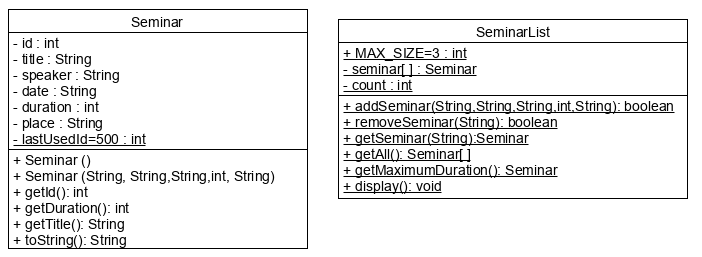 Seminar
- id : int
- title : String
- speaker : String
- date : String
- duration : int
- place : String
- lastUsedId=500 : int
+ Seminar ()
+ Seminar (String, String,String,int, String)
+ getId(): int
+ getDuration(): int
+ getTitle(): String
+ toString(): String
SeminarList
+ MAX_SIZE=3 : int
- seminar[ ] : Seminar
- count : int
+ addSeminar(String,String,String,int,String): boolean
+ removeSeminar(String): boolean
+ getSeminar(String):Seminar
+ getAll(): Seminar[ ]
+ getMaximumDuration(): Seminar
+ display(): void